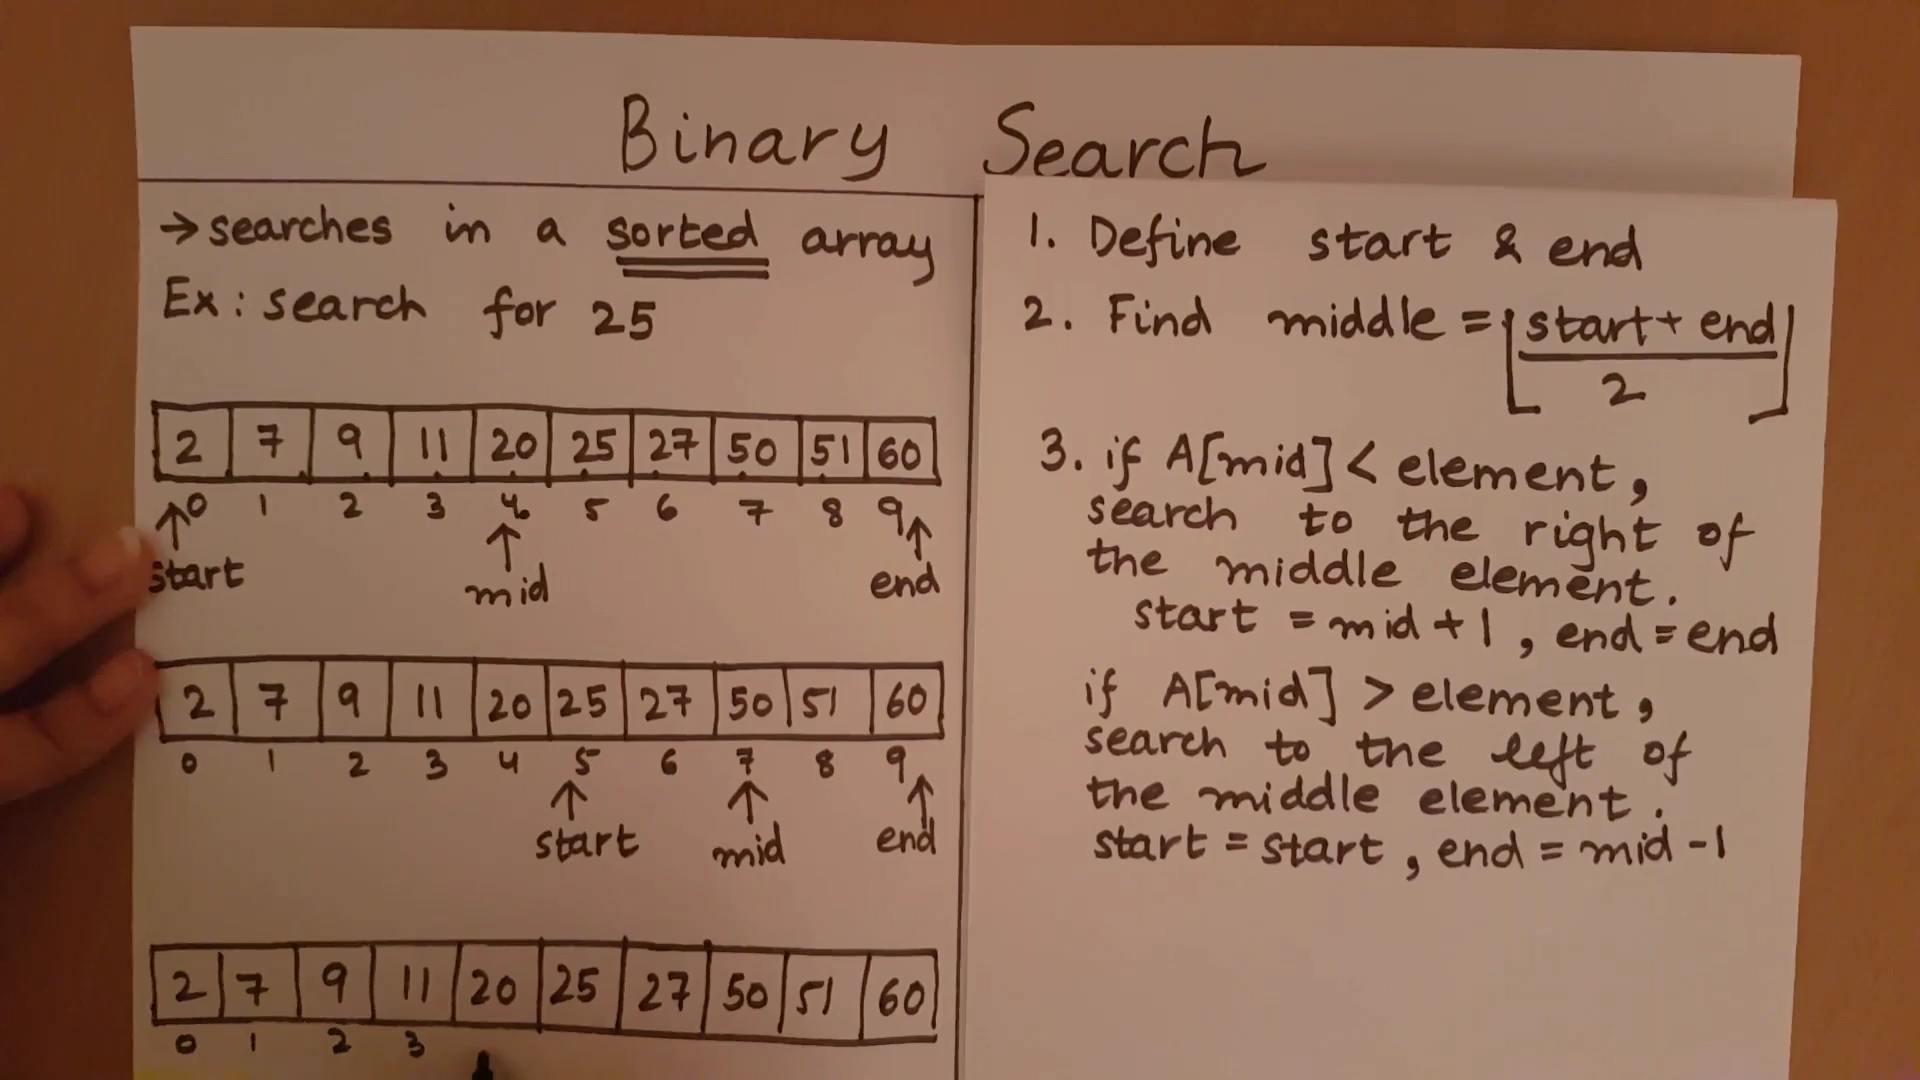 Binary Search
→ searches in a sorted array
Ex: search for 25
2 7 9 11 20 25 27 50 51 60
0 1 2 3 4 5 6 7 8 9
start mid end
2 7 9 11 20 25 27 50 51 60
0 1 2 3 4 5 6 7 8 9
start mid end
2 7 9 11 20 25 27 50 51 60
0 1 2 3
1. Define start & end
2. Find middle = ⌊start + end
2⌋
3. if A[mid] < element,
search to the right of
the middle element.
start = mid + 1, end = end
if A[mid] > element,
search to the left of
the middle element.
start = start, end = mid - 1